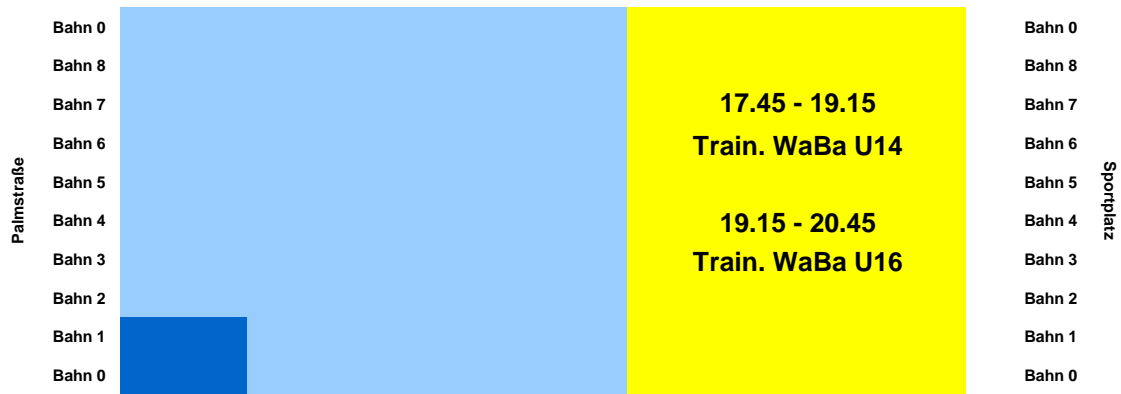 Bahn 0 Bahn 0
Bahn 8 Bahn 8
Bahn 7 17.45 - 19.15 Bahn 7
Bahn 6 Train. WaBa U14 Bahn 6
Palmstraße
Sportplatz
Bahn 5 Bahn 5
Bahn 4 19.15 - 20.45 Bahn 4
Bahn 3 Train. WaBa U16 Bahn 3
Bahn 2 Bahn 2
Bahn 1 Bahn 1
Bahn 0 Bahn 0